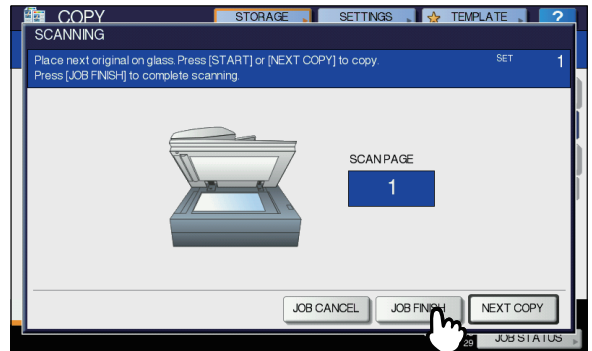 COPY
STORAGE
SETTINGS
TEMPLATE
?
SCANNING
Place next original on glass. Press [START] or [NEXT COPY] to copy.
Press [JOB FINISH] to complete scanning.
SET 1
SCAN PAGE
1
JOB CANCEL
JOB FINISH
NEXT COPY
29
JOB STATUS